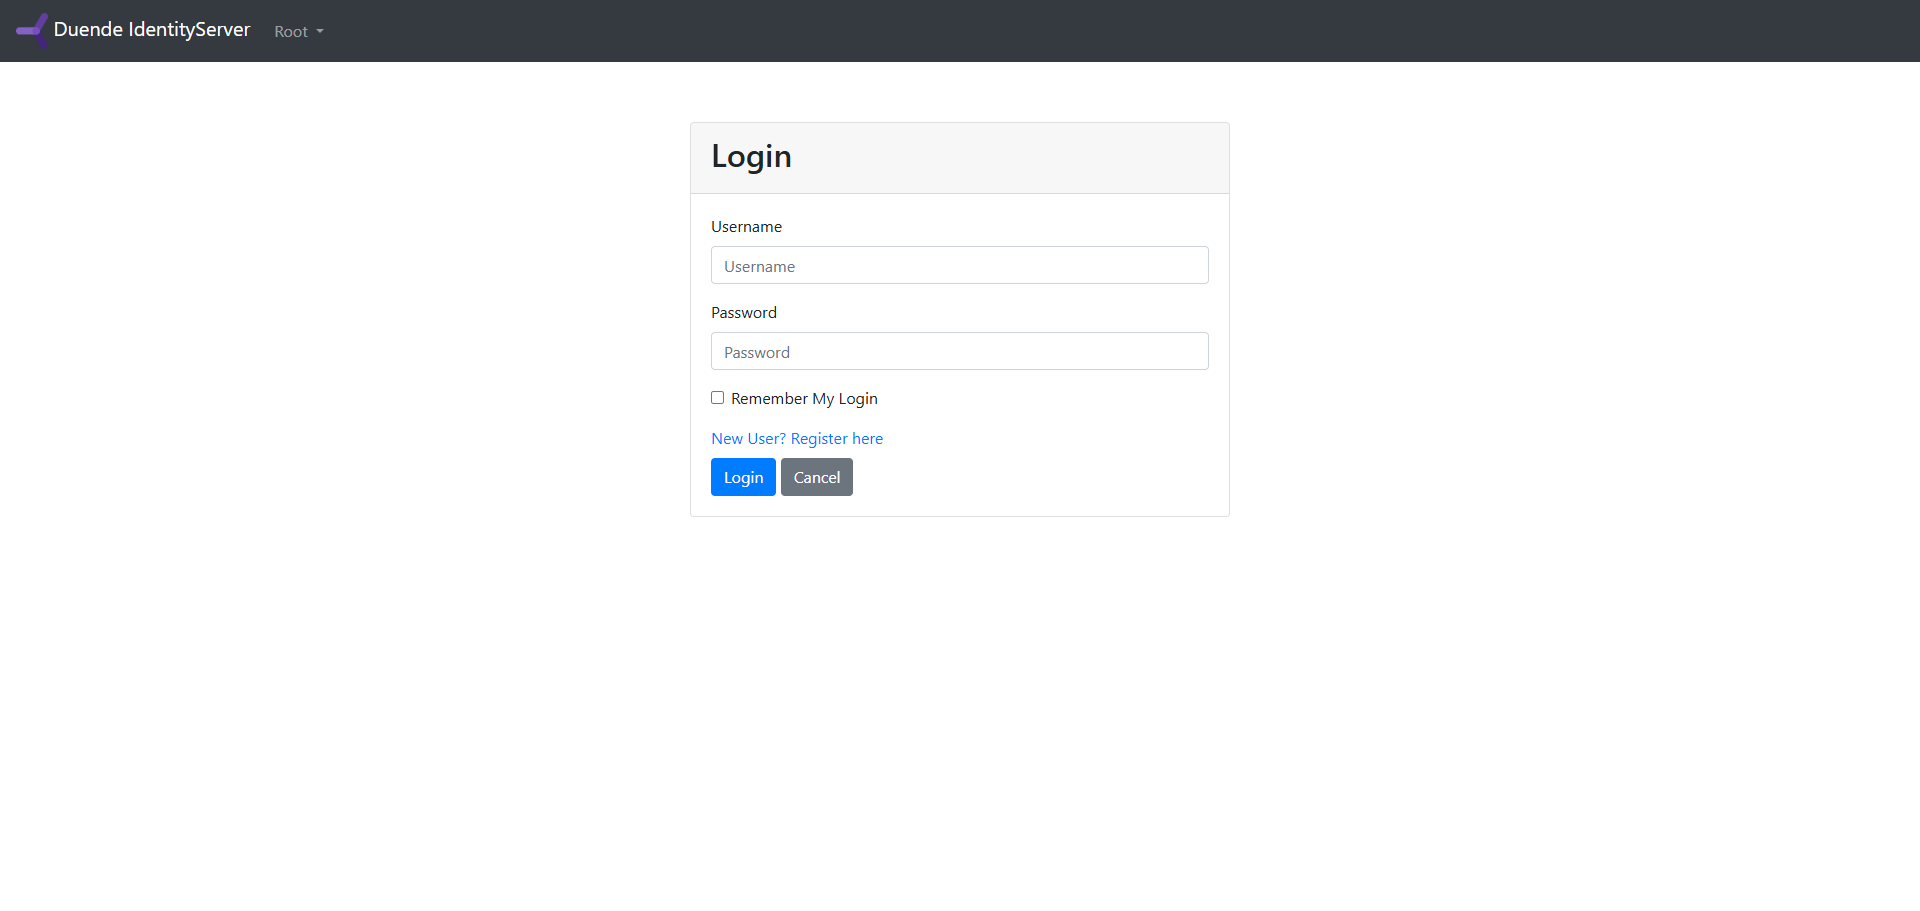 Duende IdentityServer Root
Login
Username
Username
Password
Password
Remember My Login
New User? Register here
Login Cancel